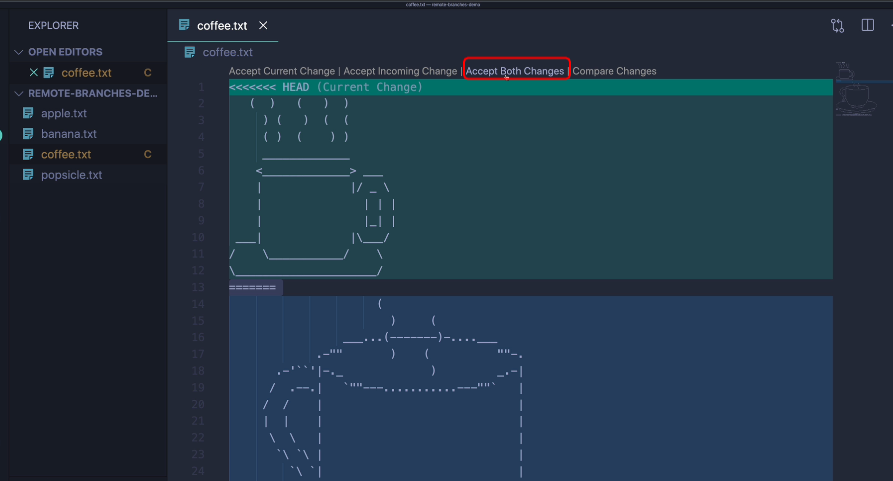 coffee.txt — remote-branches-demo
EXPLORER
OPEN EDITORS
coffee.txt C
REMOTE-BRANCHES-DE...
apple.txt
banana.txt
coffee.txt C
popsicle.txt
coffee.txt
coffee.txt
Accept Current Change | Accept Incoming Change | Accept Both Changes | Compare Changes
1 <<<<<<< HEAD (Current Change)
2    (  )   (   )  )
3     ) (   )  (  (
4     ( )  (    ) )
5     _____________
6    <_____________> ___
7    |             |/ _ \
8    |               | | |
9    |               |_| |
10 ___|             |\___/
11 /    \___________/    \
12 \_____________________/
13 =======
14                      (
15                        )     (
16                 ___...(-------)-....___
17             .-""       )    (          ""-.
18       .-'``'|-._             )         _.-|
19      /  .--.|   `""---...........---""`   |
20     /  /    |                             |
21     |  |    |                             |
22      \  \   |                             |
23       `\ `\ |                             |
24         `\ `|                             |